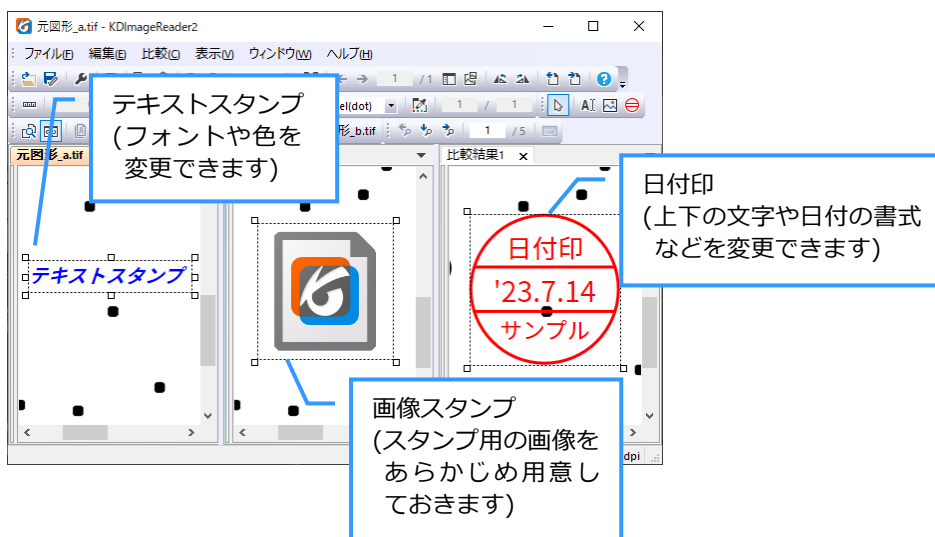 元図形_a.tif - KDImageReader2
ファイル(F) 編集(E) 比較(C) 表示(V) ウィンドウ(W) ヘルプ(H)
1 /1
el(dot) 1 / 1 AI
形_b.tif 1 /5
元図形_a.tif
比較結果1 x
テキストスタンプ
(フォントや色を
変更できます)
日付印
(上下の文字や日付の書式
などを変更できます)
テキストスタンプ
日付印
'23.7.14
サンプル
画像スタンプ
(スタンプ用の画像を
あらかじめ用意し
ておきます)
dpi